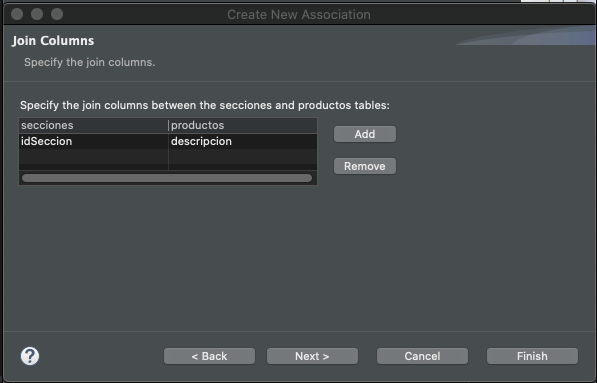 Create New Association
Join Columns
Specify the join columns.
Specify the join columns between the secciones and productos tables:
secciones productos
idSeccion descripcion
Add
Remove
? < Back Next > Cancel Finish